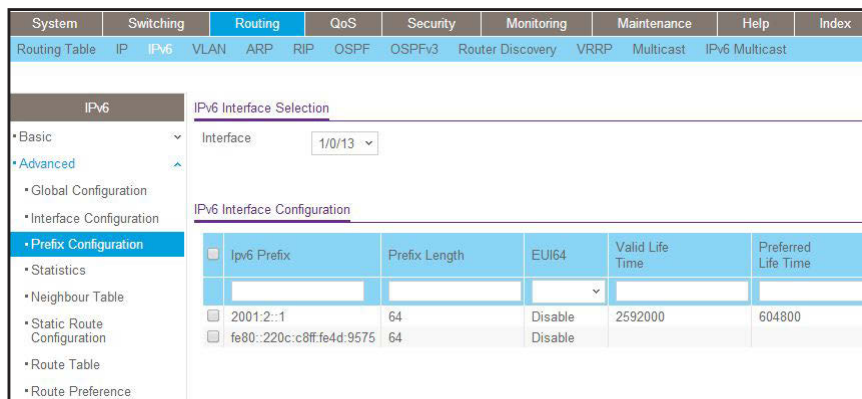 System Switching Routing QoS Security Monitoring Maintenance Help Index
Routing Table IP IPv6 VLAN ARP RIP OSPF OSPFv3 Router Discovery VRRP Multicast IPv6 Multicast
IPv6
Basic
Advanced
Global Configuration
Interface Configuration
Prefix Configuration
Statistics
Neighbour Table
Static Route
Configuration
Route Table
Route Preference
IPv6 Interface Selection
Interface 1/0/13
IPv6 Interface Configuration
Ipv6 Prefix Prefix Length EUI64 Valid Life Time Preferred Life Time
2001:2::1 64 Disable 2592000 604800
fe80::220c:c8ff:fe4d:9575 64 Disable